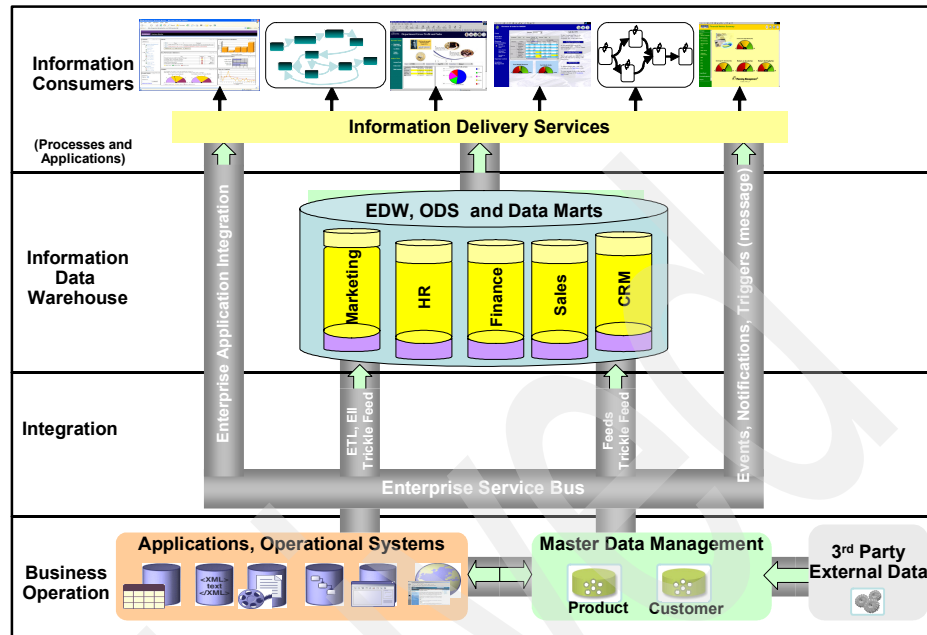 Information
Consumers
(Processes and
Applications)
Information Delivery Services
Information
Data
Warehouse
EDW, ODS and Data Marts
Marketing
HR
Finance
Sales
CRM
Enterprise Application Integration
Events, Notifications, Triggers (message)
Integration
ETL, EII
Trickle Feed
Feeds
Trickle Feed
Enterprise Service Bus
Business
Operation
Applications, Operational Systems
<XML>
text
</XML>
Master Data Management
Product
Customer
3rd Party
External Data